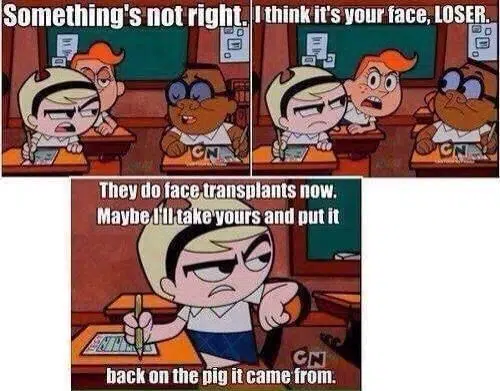 Something's not right.
I think it's your face, LOSER.
CN
CN
They do face transplants now.
Maybe I'll take yours and put it
CN
back on the pig it came from.